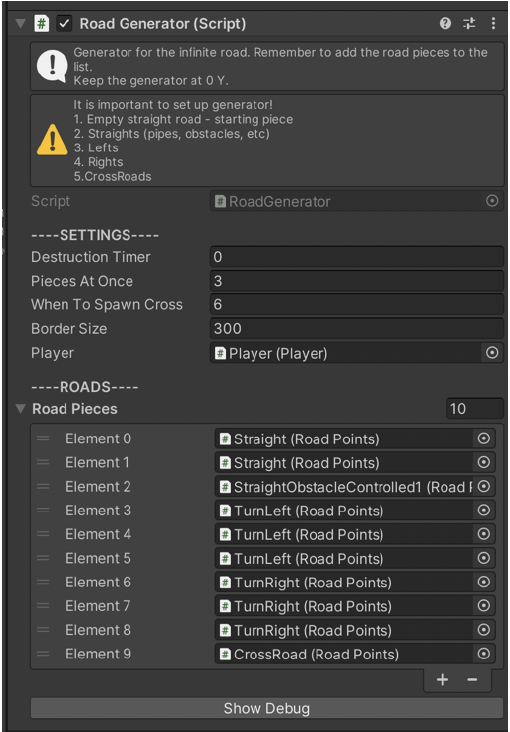 Road Generator (Script)
Generator for the infinite road. Remember to add the road pieces to the
list.
Keep the generator at 0 Y.
It is important to set up generator!
1. Empty straight road - starting piece
2. Straights (pipes, obstacles, etc)
3. Lefts
4. Rights
5.CrossRoads
Script RoadGenerator
----SETTINGS----
Destruction Timer 0
Pieces At Once 3
When To Spawn Cross 6
Border Size 300
Player Player (Player)
----ROADS----
Road Pieces 10
Element 0 Straight (Road Points)
Element 1 Straight (Road Points)
Element 2 StraightObstacleControlled1 (Road
Element 3 TurnLeft (Road Points)
Element 4 TurnLeft (Road Points)
Element 5 TurnLeft (Road Points)
Element 6 TurnRight (Road Points)
Element 7 TurnRight (Road Points)
Element 8 TurnRight (Road Points)
Element 9 CrossRoad (Road Points)
+ −
Show Debug